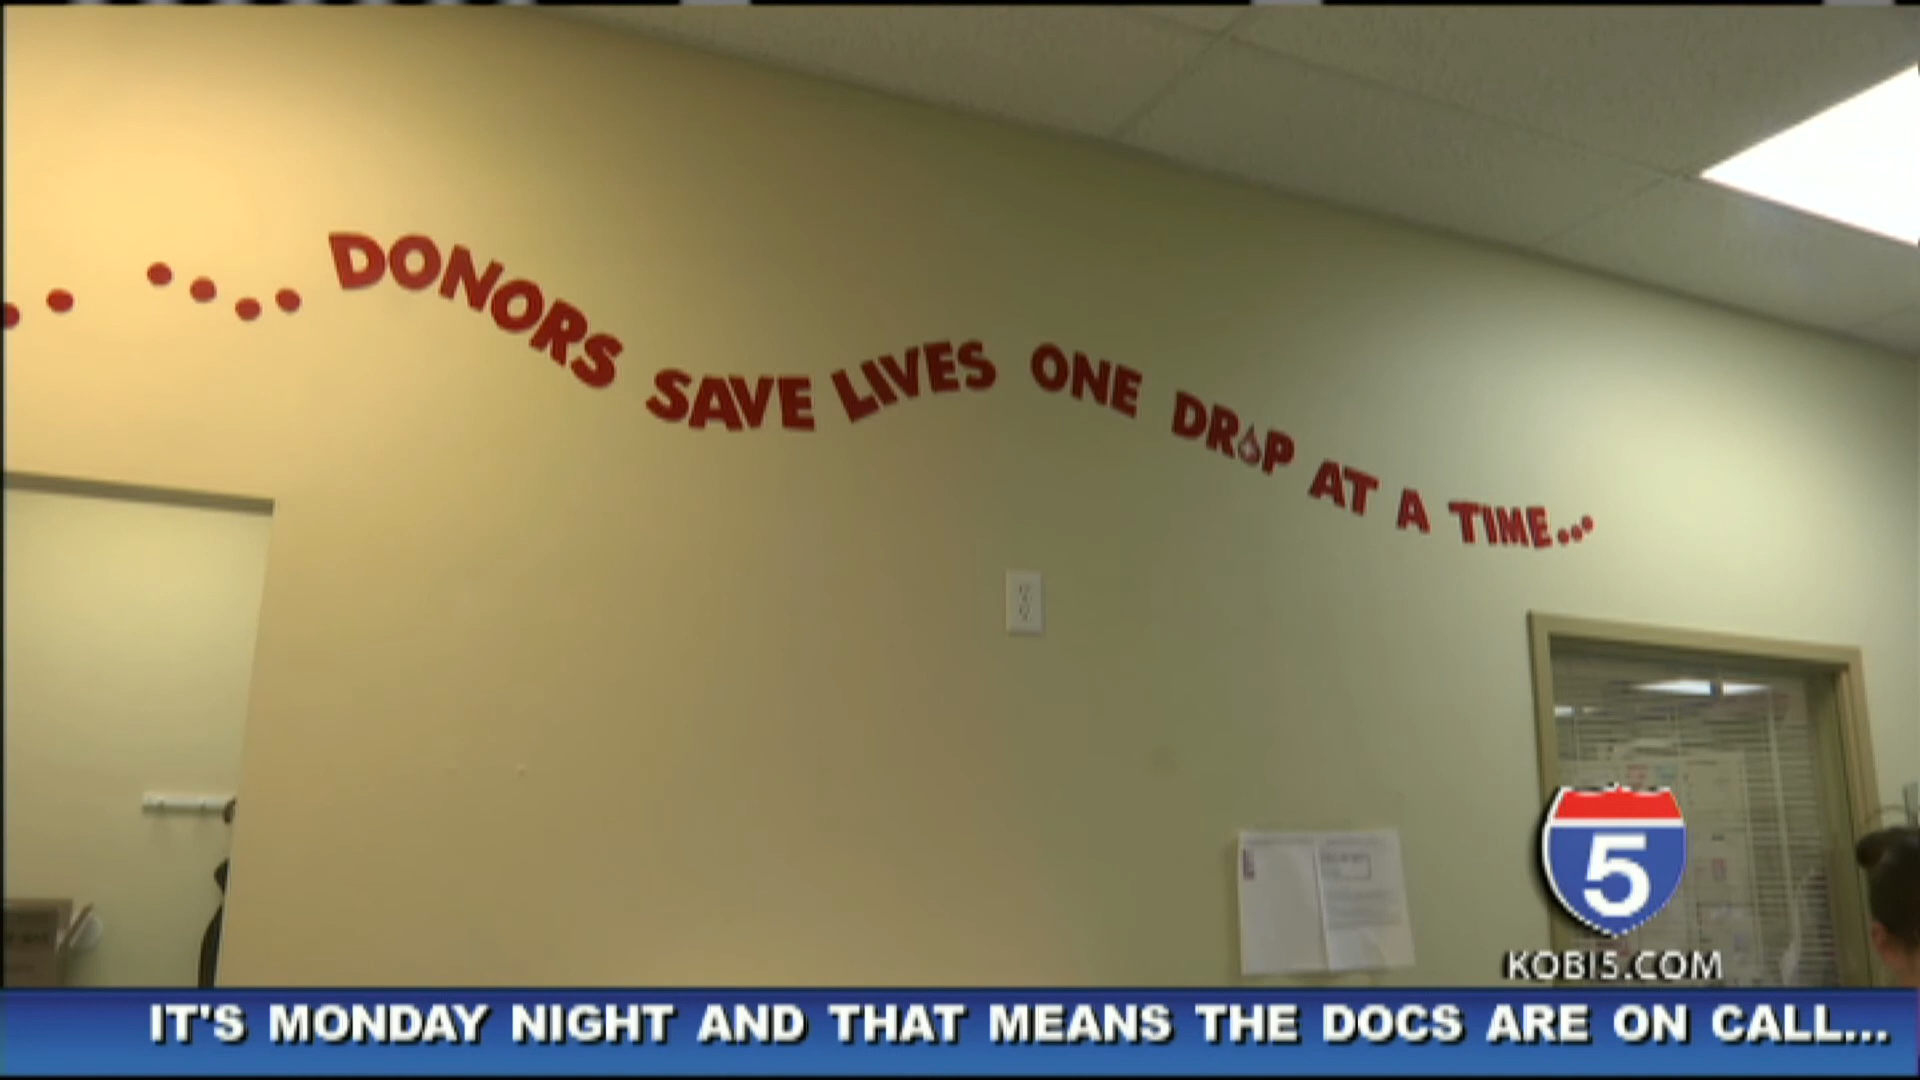 DONORS SAVE LIVES ONE DROP AT A TIME...
5
KOBI5.COM
IT'S MONDAY NIGHT AND THAT MEANS THE DOCS ARE ON CALL...